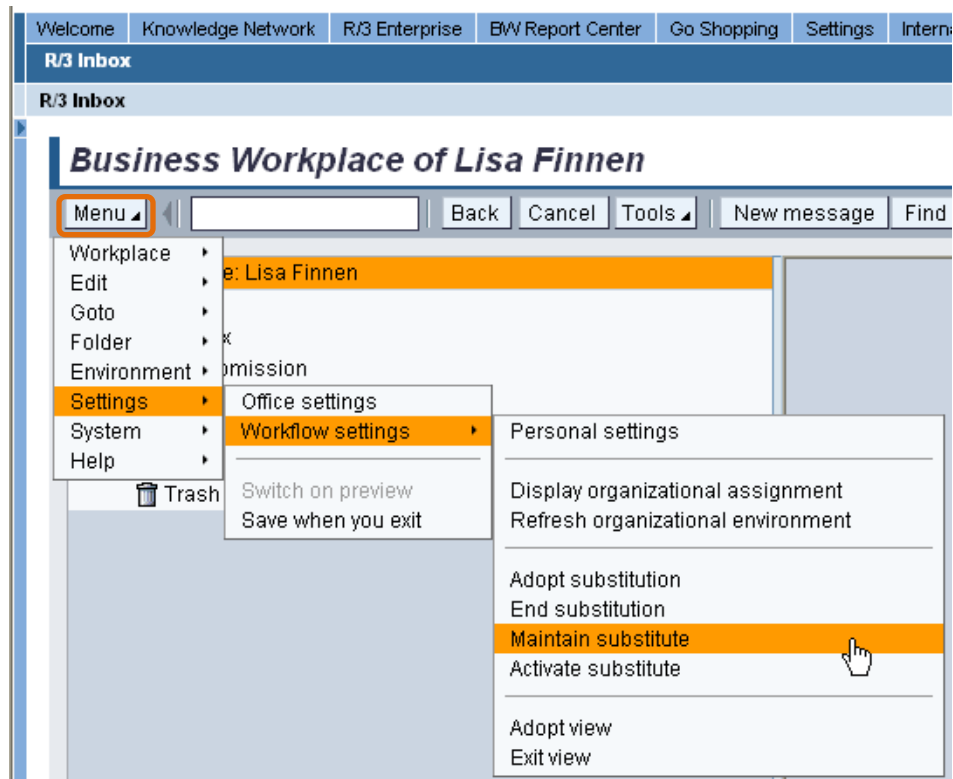 Welcome Knowledge Network R/3 Enterprise BW Report Center Go Shopping Settings Interna
R/3 Inbox
R/3 Inbox
Business Workplace of Lisa Finnen
Menu Back Cancel Tools New message Find
Workplace
e: Lisa Finnen
Edit
Goto
x
Folder
Environment
omission
Settings
Office settings
System
Workflow settings
Personal settings
Help
Trash
Switch on preview
Display organizational assignment
Save when you exit
Refresh organizational environment
Adopt substitution
End substitution
Maintain substitute
Activate substitute
Adopt view
Exit view